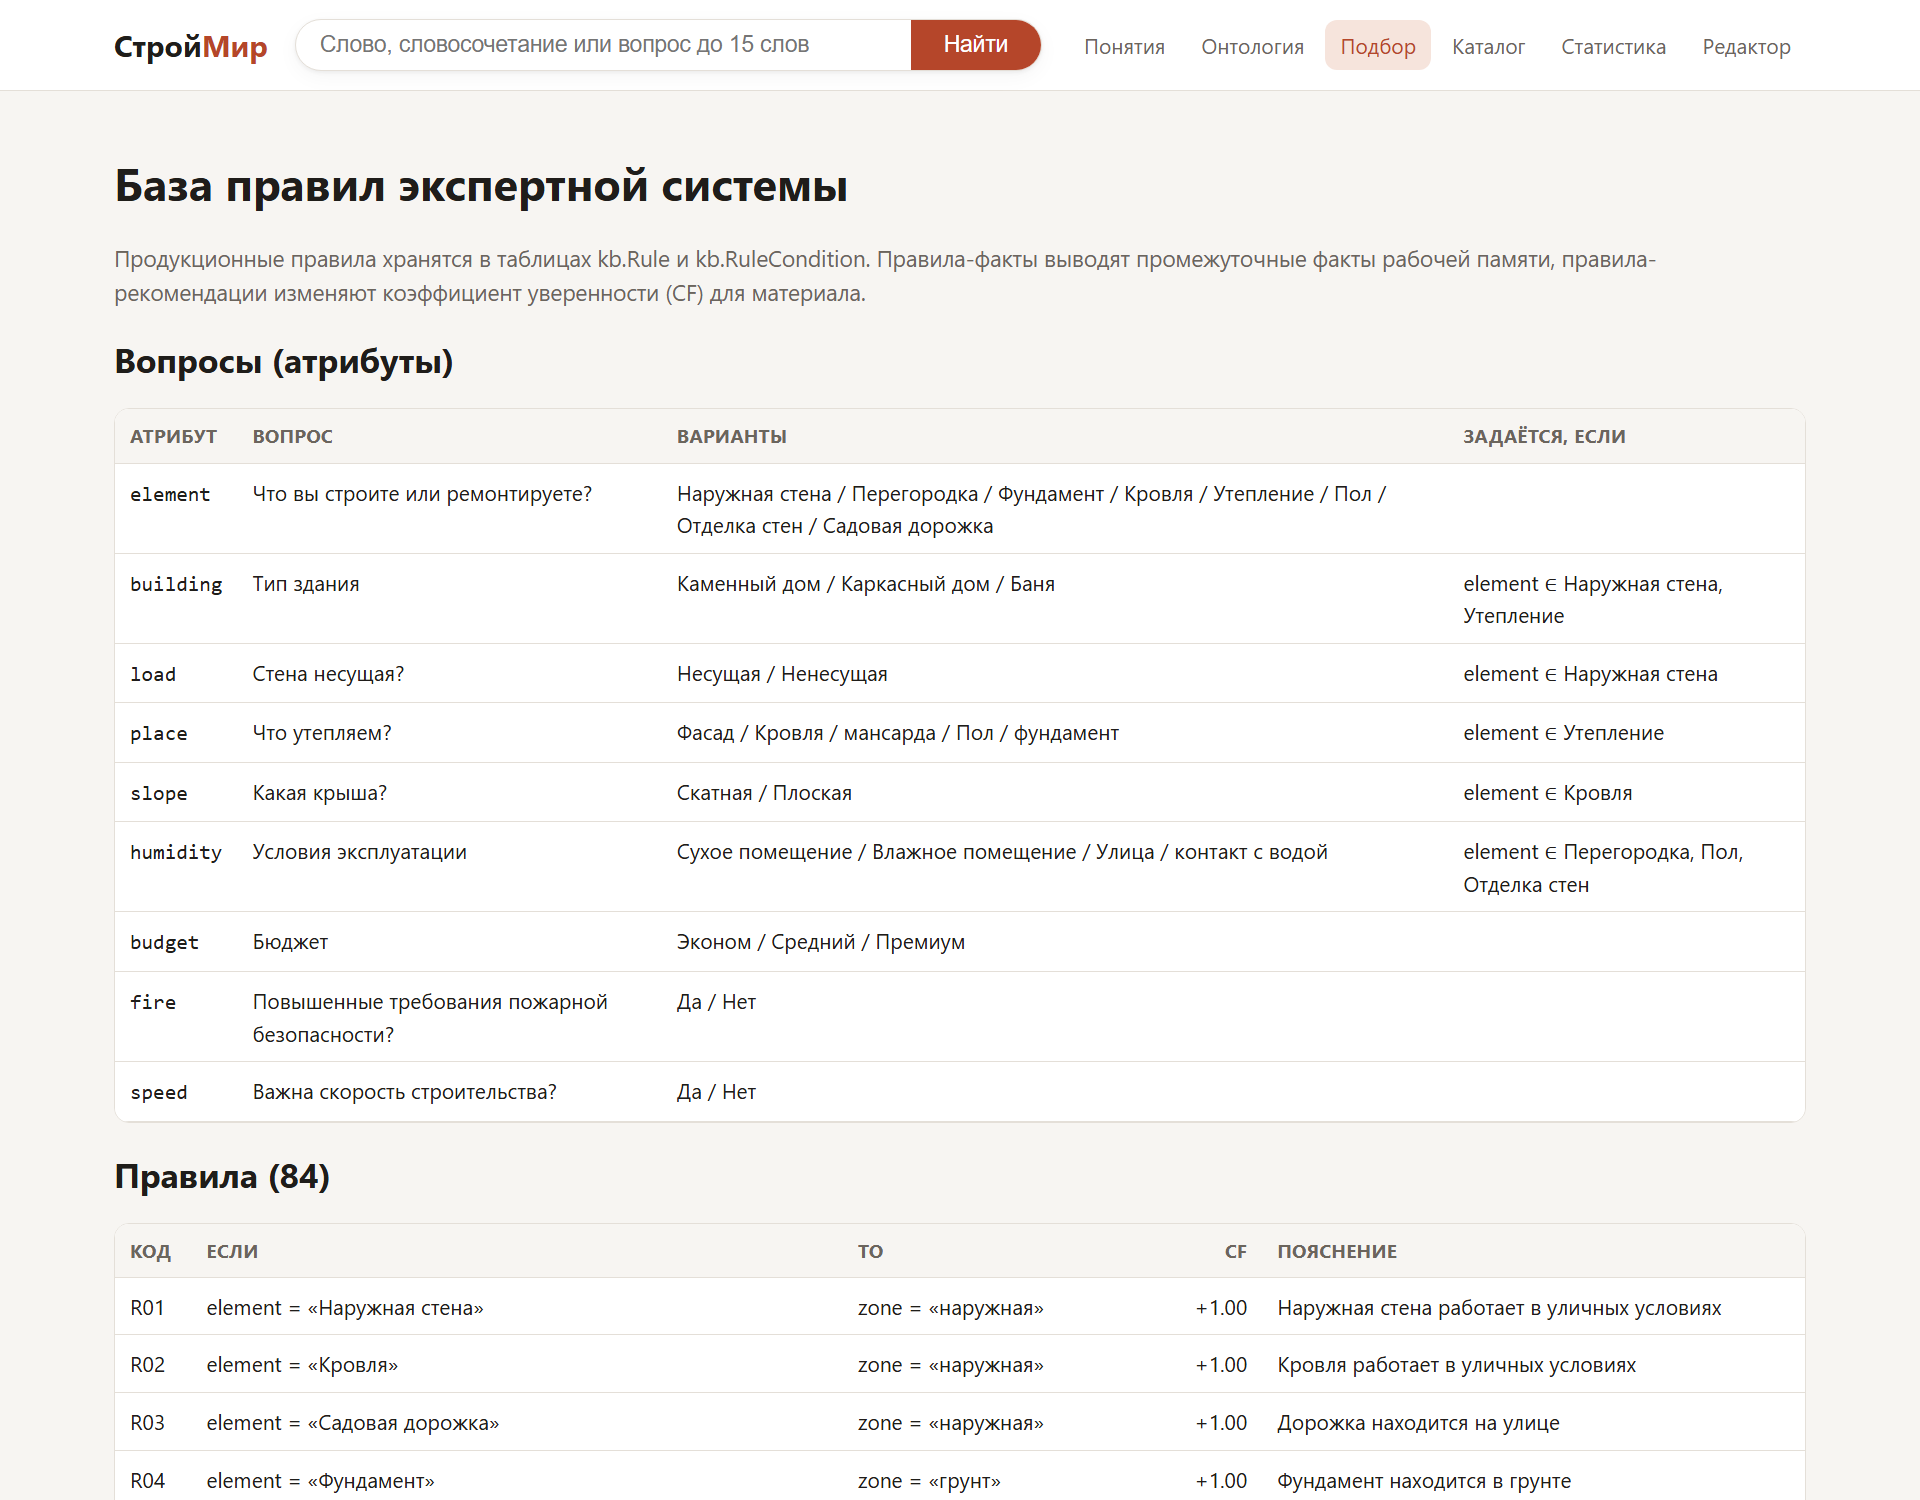 СтройМир
Слово, словосочетание или вопрос до 15 слов
Найти
Понятия
Онтология
Подбор
Каталог
Статистика
Редактор
База правил экспертной системы
Продукционные правила хранятся в таблицах kb.Rule и kb.RuleCondition. Правила-факты выводят промежуточные факты рабочей памяти, правила-
рекомендации изменяют коэффициент уверенности (CF) для материала.
Вопросы (атрибуты)
АТРИБУТ ВОПРОС ВАРИАНТЫ ЗАДАЁТСЯ, ЕСЛИ
element Что вы строите или ремонтируете? Наружная стена / Перегородка / Фундамент / Кровля / Утепление / Пол /
Отделка стен / Садовая дорожка
building Тип здания Каменный дом / Каркасный дом / Баня element ∈ Наружная стена,
Утепление
load Стена несущая? Несущая / Ненесущая element ∈ Наружная стена
place Что утепляем? Фасад / Кровля / мансарда / Пол / фундамент element ∈ Утепление
slope Какая крыша? Скатная / Плоская element ∈ Кровля
humidity Условия эксплуатации Сухое помещение / Влажное помещение / Улица / контакт с водой element ∈ Перегородка, Пол,
Отделка стен
budget Бюджет Эконом / Средний / Премиум
fire Повышенные требования пожарной Да / Нет
безопасности?
speed Важна скорость строительства? Да / Нет
Правила (84)
КОД ЕСЛИ ТО CF ПОЯСНЕНИЕ
R01 element = «Наружная стена» zone = «наружная» +1.00 Наружная стена работает в уличных условиях
R02 element = «Кровля» zone = «наружная» +1.00 Кровля работает в уличных условиях
R03 element = «Садовая дорожка» zone = «наружная» +1.00 Дорожка находится на улице
R04 element = «Фундамент» zone = «грунт» +1.00 Фундамент находится в грунте